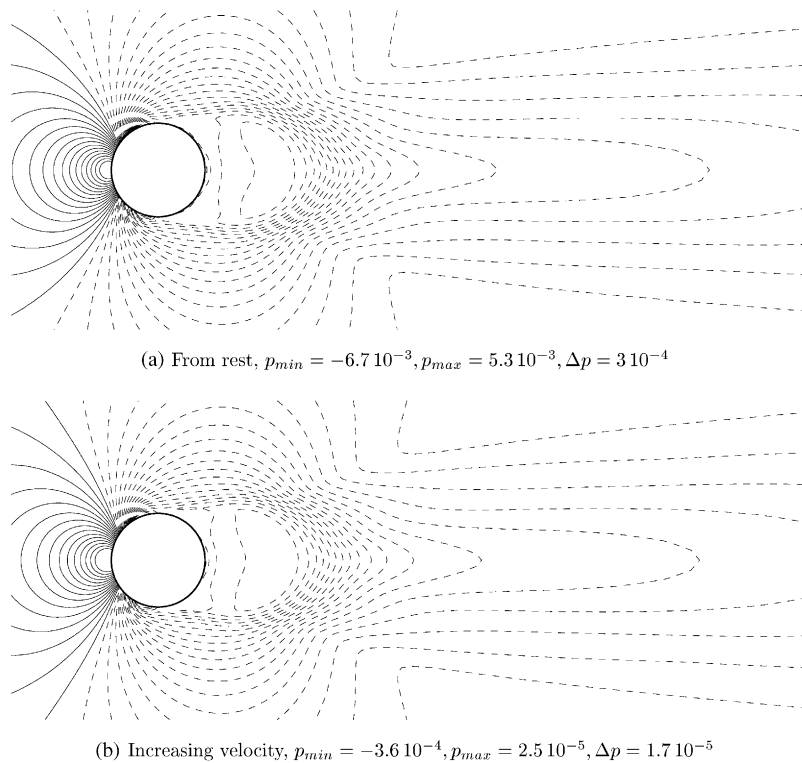 (a) From rest, p_min = −6.7 10^−3, p_max = 5.3 10^−3, Δp = 3 10^−4
(b) Increasing velocity, p_min = −3.6 10^−4, p_max = 2.5 10^−5, Δp = 1.7 10^−5